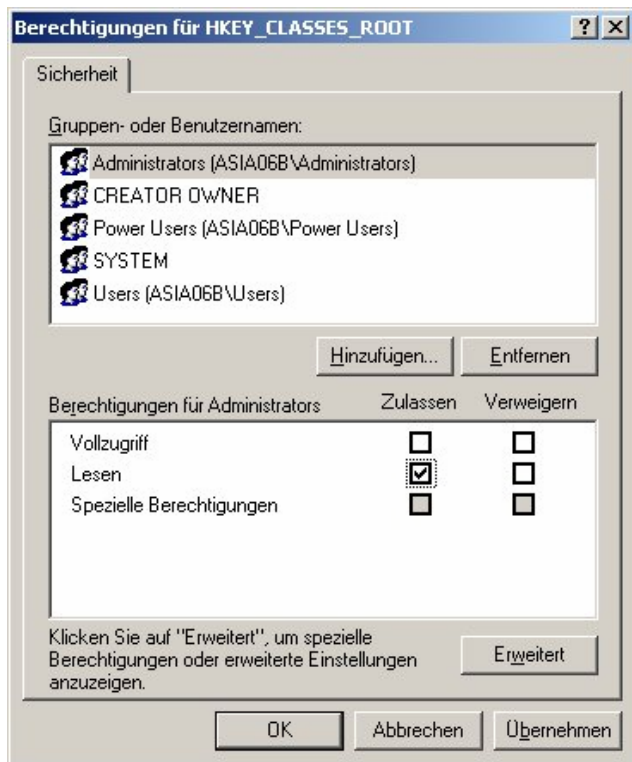 Berechtigungen für HKEY_CLASSES_ROOT
Sicherheit
Gruppen- oder Benutzernamen:
Administrators (ASIA06B\Administrators)
CREATOR OWNER
Power Users (ASIA06B\Power Users)
SYSTEM
Users (ASIA06B\Users)
Hinzufügen... Entfernen
Berechtigungen für Administrators Zulassen Verweigern
Vollzugriff
Lesen
Spezielle Berechtigungen
Klicken Sie auf "Erweitert", um spezielle
Berechtigungen oder erweiterte Einstellungen
anzuzeigen.
Erweitert
OK Abbrechen Übernehmen